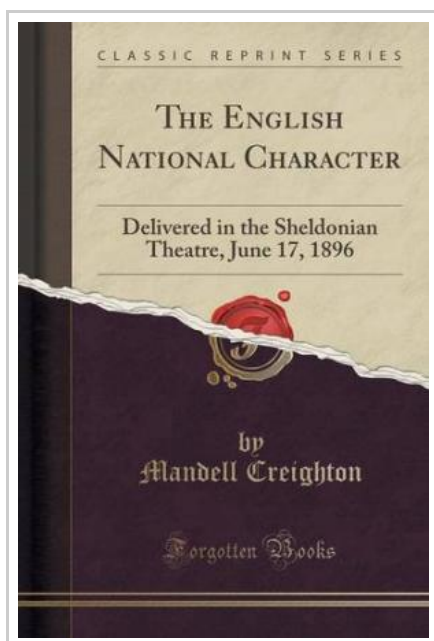 CLASSIC REPRINT SERIES
THE ENGLISH
NATIONAL CHARACTER
Delivered in the Sheldonian
Theatre, June 17, 1896
F
by
Mandell Creighton
Forgotten Books